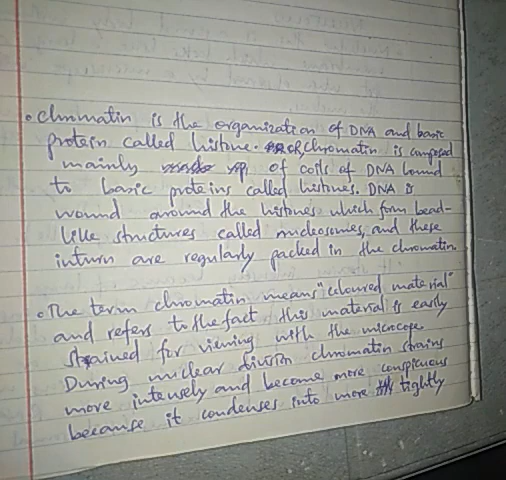 • Chromatin is the organization of DNA and basic
protein called histone. Chromatin is composed
mainly of coils of DNA bound
to basic proteins called histones. DNA is
wound around the histones which form bead-
like structures called nucleosomes, and these
inturn are regularly packed in the chromatin.
• The term chromatin means "coloured material"
and refers to the fact this material is easily
stained for viewing with the microcope
During nuclear divisin chromatin strains
more intensely and become more conspicuous
because it condenses into more tightly